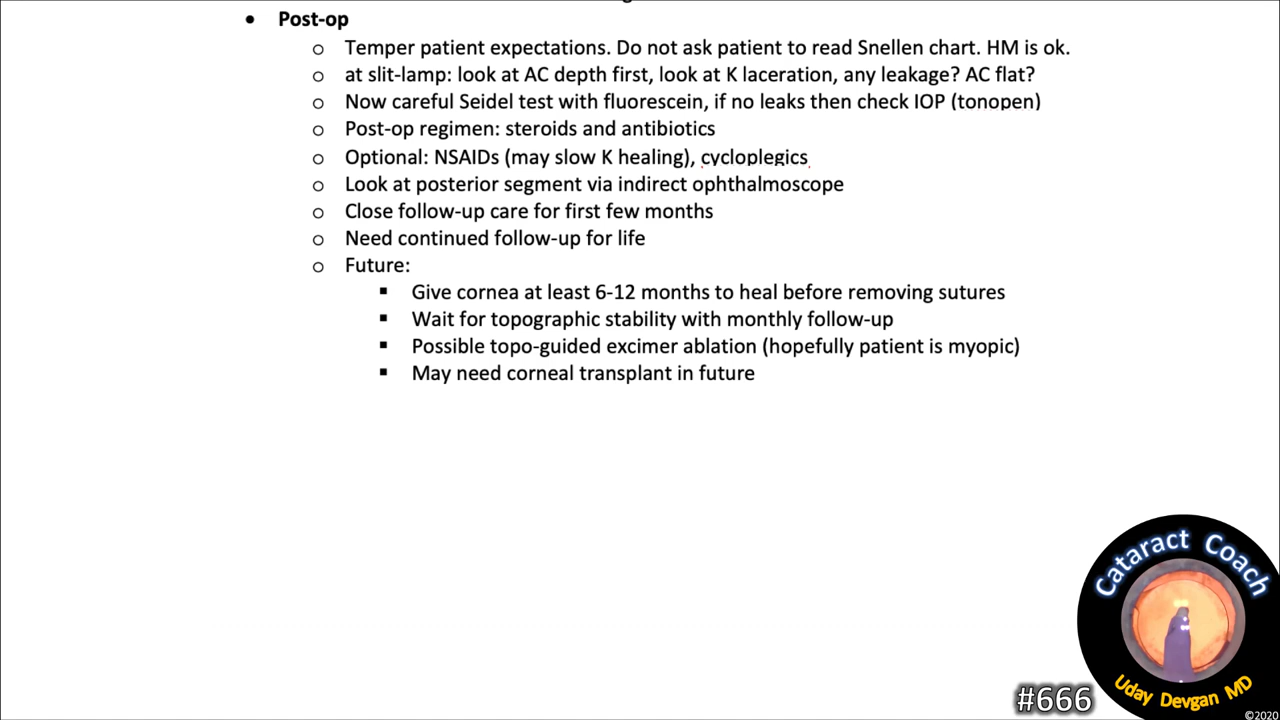 • Post-op
o Temper patient expectations. Do not ask patient to read Snellen chart. HM is ok.
o at slit-lamp: look at AC depth first, look at K laceration, any leakage? AC flat?
o Now careful Seidel test with fluorescein, if no leaks then check IOP (tonopen)
o Post-op regimen: steroids and antibiotics
o Optional: NSAIDs (may slow K healing), cycloplegics
o Look at posterior segment via indirect ophthalmoscope
o Close follow-up care for first few months
o Need continued follow-up for life
o Future:
▪ Give cornea at least 6-12 months to heal before removing sutures
▪ Wait for topographic stability with monthly follow-up
▪ Possible topo-guided excimer ablation (hopefully patient is myopic)
▪ May need corneal transplant in future
Cataract Coach
Uday Devgan MD
#666
©2020